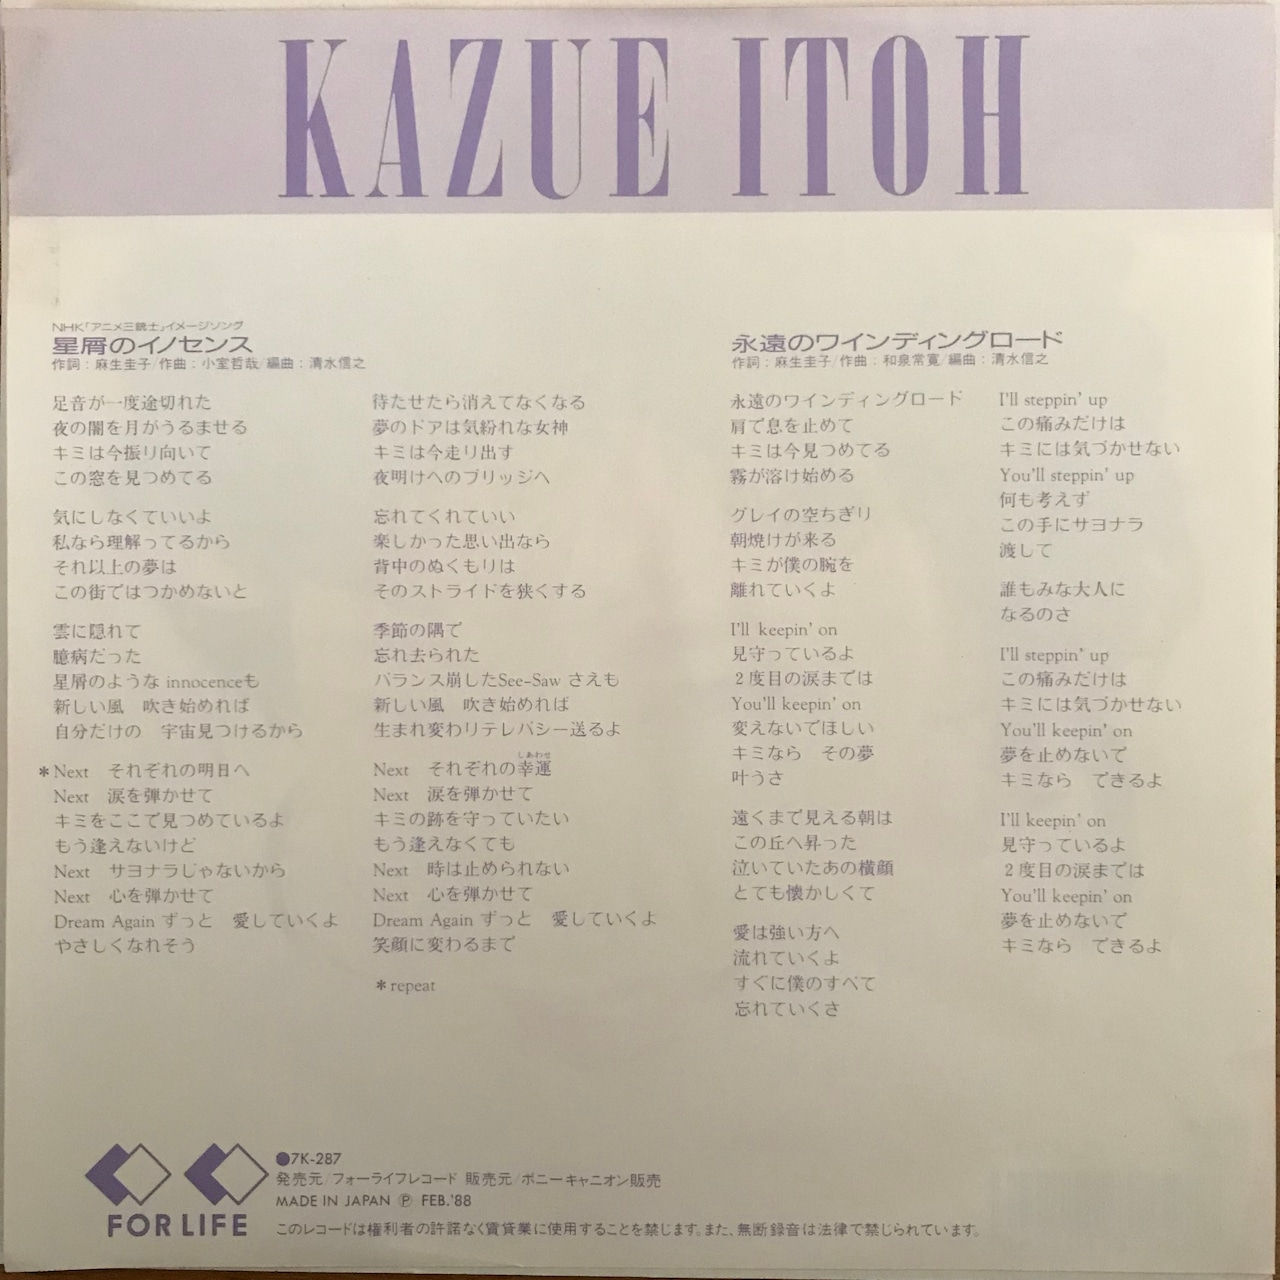 KAZUE ITOH
NHK「アニメ三銃士」イメージソング
星屑のイノセンス
作詞：麻生圭子/作曲：小室哲哉/編曲：清水信之
足音が一度途切れた
夜の闇を月がうるませる
キミは今振り向いて
この窓を見つめてる
気にしなくていいよ
私なら理解ってるから
それ以上の夢は
この街ではつかめないと
雲に隠れて
臆病だった
星屑のような innocenceも
新しい風　吹き始めれば
自分だけの　宇宙見つけるから
＊Next　それぞれの明日へ
Next　涙を弾かせて
キミをここで見つめているよ
もう逢えないけど
Next　サヨナラじゃないから
Next　心を弾かせて
Dream Again ずっと　愛していくよ
やさしくなれそう
待たせたら消えてなくなる
夢のドアは気紛れな女神
キミは今走り出す
夜明けへのブリッジへ
忘れてくれていい
楽しかった思い出なら
背中のぬくもりは
そのストライドを狭くする
季節の隅で
忘れ去られた
バランス崩したSee-Saw さえも
新しい風　吹き始めれば
生まれ変わりテレパシー送るよ
しあわせ
Next　それぞれの幸運
Next　涙を弾かせて
キミの跡を守っていたい
もう逢えなくても
Next　時は止められない
Next　心を弾かせて
Dream Again ずっと　愛していくよ
笑顔に変わるまで
＊repeat
永遠のワインディングロード
作詞：麻生圭子/作曲：和泉常寛/編曲：清水信之
永遠のワインディングロード
肩で息を止めて
キミは今見つめてる
霧が溶け始める
グレイの空ちぎり
朝焼けが来る
キミが僕の腕を
離れていくよ
I'll keepin' on
見守っているよ
２度目の涙までは
You'll keepin' on
変えないでほしい
キミなら　その夢
叶うさ
遠くまで見える朝は
この丘へ昇った
泣いていたあの横顔
とても懐かしくて
愛は強い方へ
流れていくよ
すぐに僕のすべて
忘れていくさ
I'll steppin' up
この痛みだけは
キミには気づかせない
You'll steppin' up
何も考えず
この手にサヨナラ
渡して
誰もみな大人に
なるのさ
I'll steppin' up
この痛みだけは
キミには気づかせない
You'll keepin' on
夢を止めないで
キミなら　できるよ
I'll keepin' on
見守っているよ
２度目の涙までは
You'll keepin' on
夢を止めないで
キミなら　できるよ
FOR LIFE
●7K-287
発売元/フォーライフレコード 販売元/ポニーキャニオン販売
MADE IN JAPAN Ⓟ FEB.'88
このレコードは権利者の許諾なく賃貸業に使用することを禁じます。また、無断録音は法律で禁じられています。